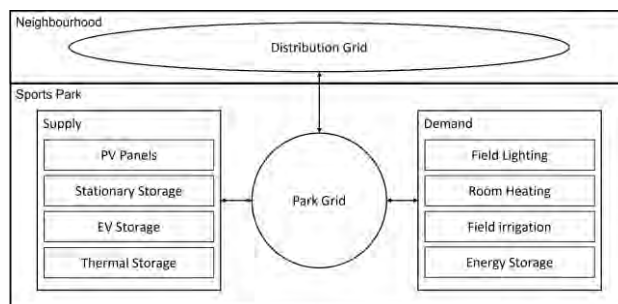 Neighbourhood
Distribution Grid
Sports Park
Supply
PV Panels
Stationary Storage
EV Storage
Thermal Storage
Park Grid
Demand
Field Lighting
Room Heating
Field irrigation
Energy Storage